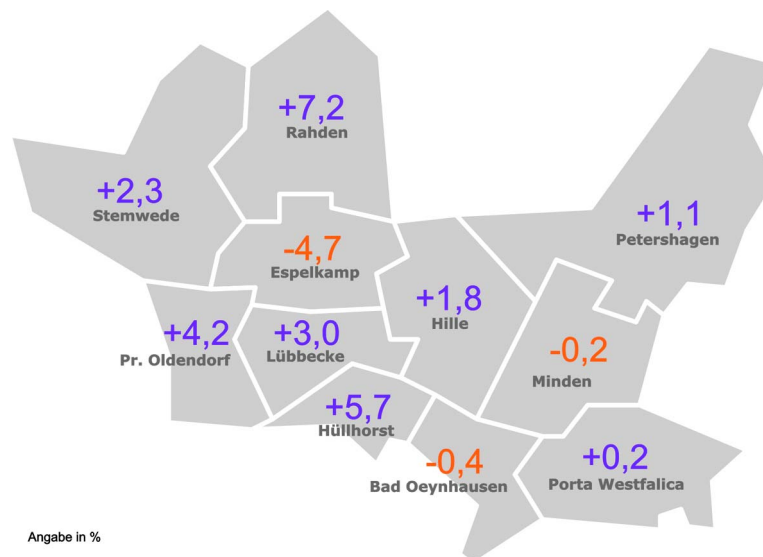 +7,2
Rahden
+2,3
Stemwede
+1,1
Petershagen
-4,7
Espelkamp
+1,8
Hille
+4,2
Pr. Oldendorf
+3,0
Lübbecke
-0,2
Minden
+5,7
Hüllhorst
-0,4
Bad Oeynhausen
+0,2
Porta Westfalica
Angabe in %